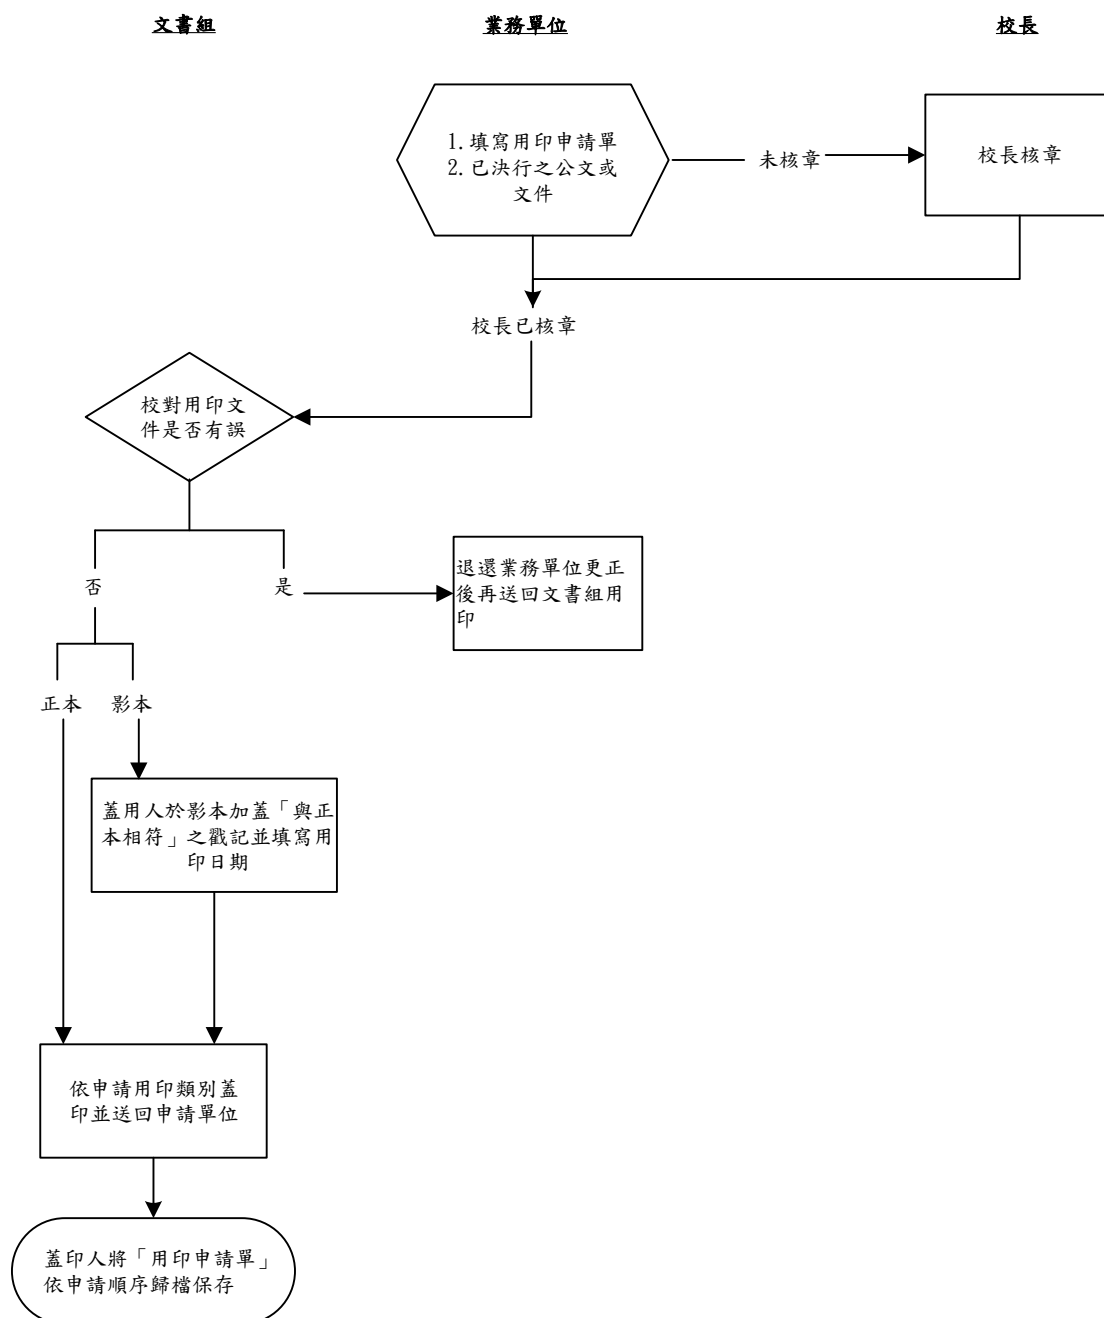 文書組
業務單位
校長
1.填寫用印申請單
2.已決行之公文或
文件
未核章
校長核章
校長已核章
校對用印文
件是否有誤
否
是
退還業務單位更正
後再送回文書組用
印
正本
影本
蓋用人於影本加蓋「與正
本相符」之戳記並填寫用
印日期
依申請用印類別蓋
印並送回申請單位
蓋印人將「用印申請單」
依申請順序歸檔保存